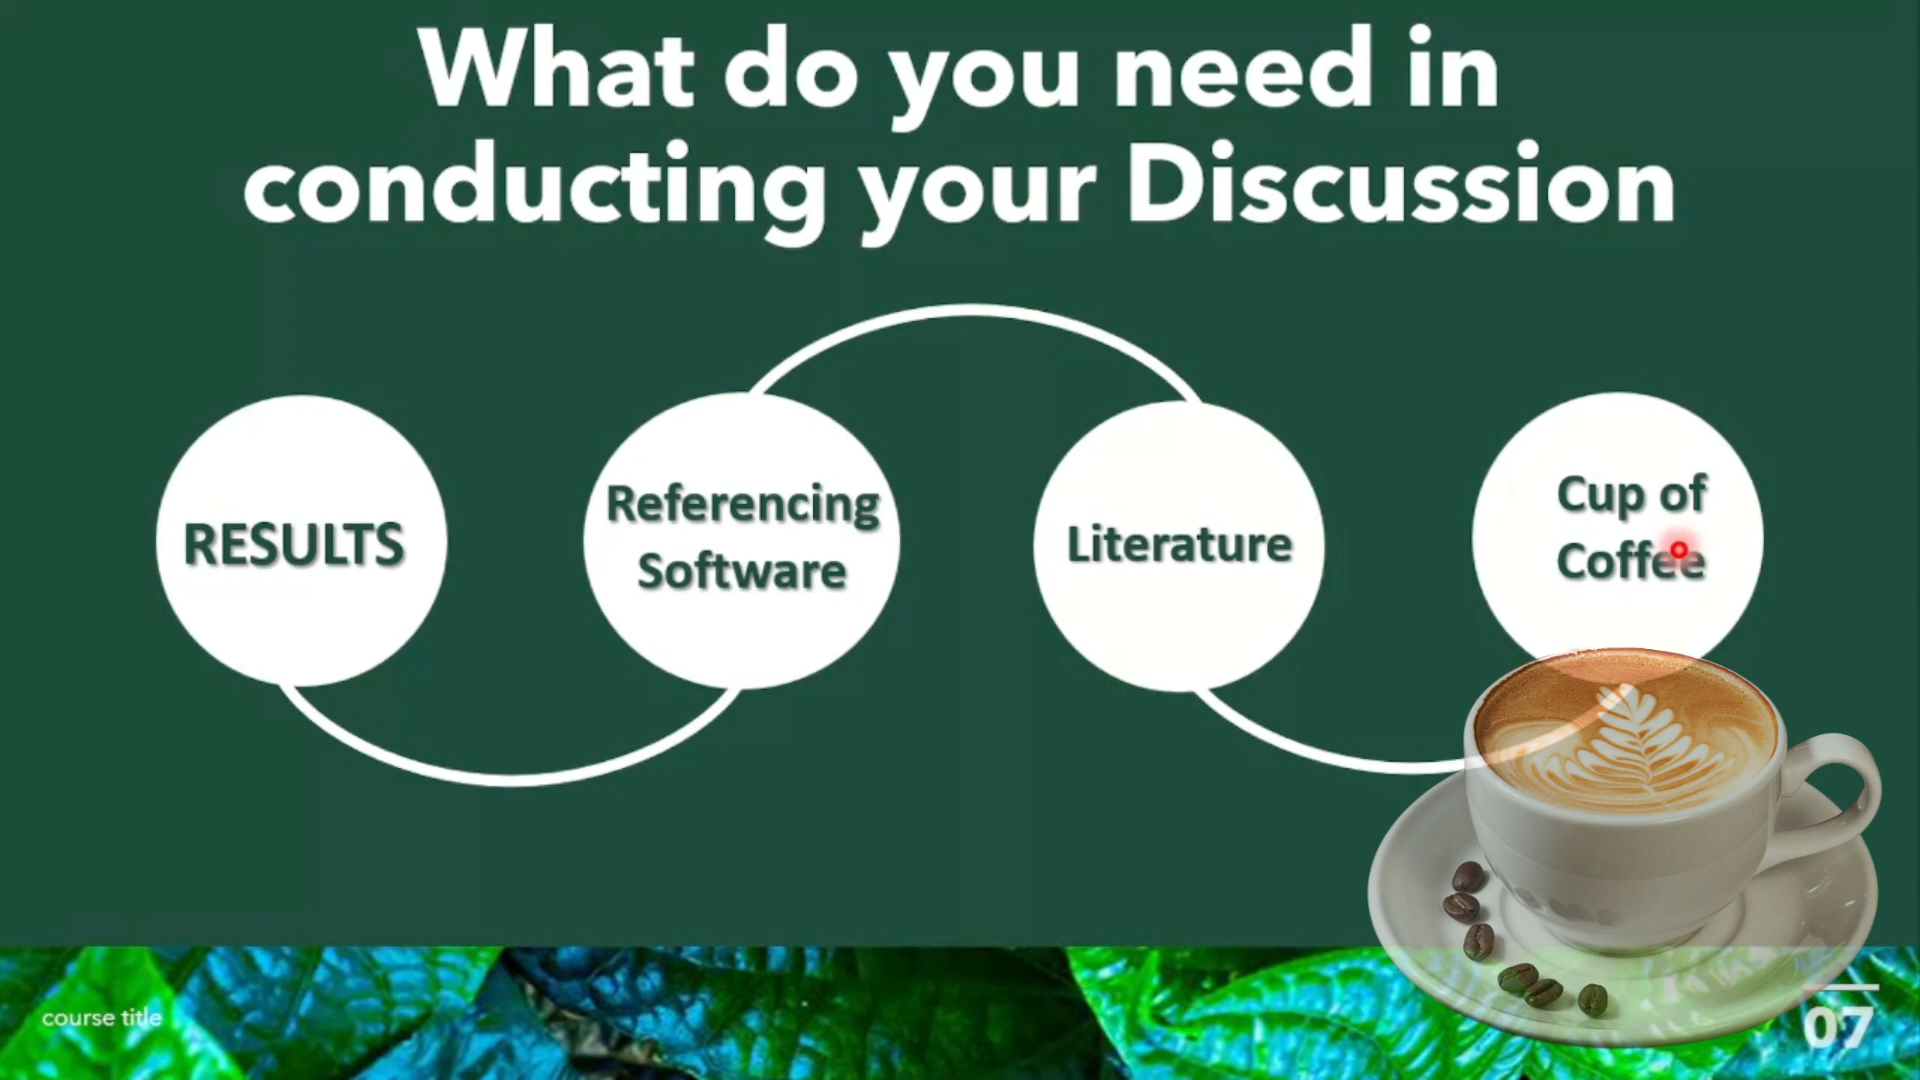 What do you need in
conducting your Discussion
RESULTS
Referencing
Software
Literature
Cup of
Coffee
course title
07